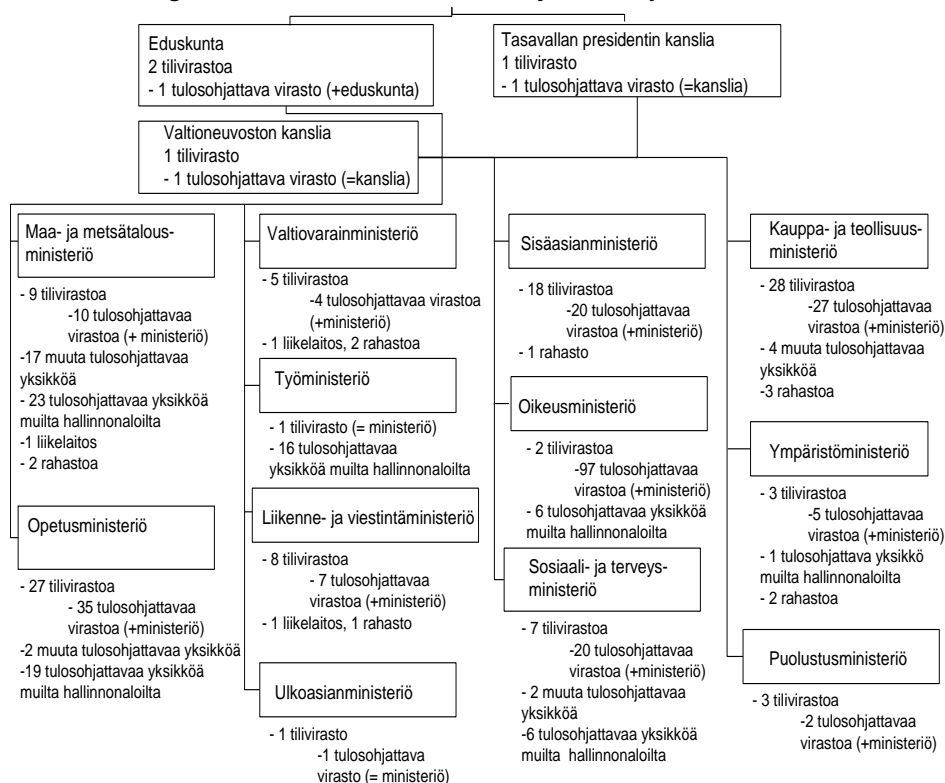 Eduskunta
2 tilivirastoa
- 1 tulosohjattava virasto (+eduskunta)
Tasavallan presidentin kanslia
1 tilivirasto
- 1 tulosohjattava virasto (=kanslia)
Valtioneuvoston kanslia
1 tilivirasto
- 1 tulosohjattava virasto (=kanslia)
Maa- ja metsätalous-
ministeriö
- 9 tilivirastoa
-10 tulosohjattavaa
virastoa (+ ministeriö)
-17 muuta tulosohjattavaa
yksikköä
- 23 tulosohjattavaa yksikköä
muilta hallinnonaloilta
-1 liikelaitos
- 2 rahastoa
Opetusministeriö
- 27 tilivirastoa
- 35 tulosohjattavaa
virastoa (+ministeriö)
-2 muuta tulosohjattavaa yksikköä
-19 tulosohjattavaa yksikköä
muilta hallinnonaloilta
Valtiovarainministeriö
- 5 tilivirastoa
-4 tulosohjattavaa virastoa
(+ministeriö)
- 1 liikelaitos, 2 rahastoa
Työministeriö
- 1 tilivirasto (= ministeriö)
- 16 tulosohjattavaa
yksikköä muilta hallinnonaloilta
Liikenne- ja viestintäministeriö
- 8 tilivirastoa
- 7 tulosohjattavaa
virastoa (+ministeriö)
- 1 liikelaitos, 1 rahasto
Ulkoasianministeriö
- 1 tilivirasto
-1 tulosohjattava
virasto (= ministeriö)
Sisäasianministeriö
- 18 tilivirastoa
-20 tulosohjattavaa
virastoa (+ministeriö)
- 1 rahasto
Oikeusministeriö
- 2 tilivirastoa
-97 tulosohjattavaa
virastoa (+ministeriö)
- 6 tulosohjattavaa yksikköä
muilta hallinnonaloilta
Sosiaali- ja terveys-
ministeriö
- 7 tilivirastoa
-20 tulosohjattavaa
virastoa (+ministeriö)
- 2 muuta tulosohjattavaa
yksikköä
-6 tulosohjattavaa yksikköä
muilta hallinnonaloilta
Kauppa- ja teollisuus-
ministeriö
- 28 tilivirastoa
-27 tulosohjattavaa
virastoa (+ministeriö)
- 4 muuta tulosohjattavaa
yksikköä
-3 rahastoa
Ympäristöministeriö
- 3 tilivirastoa
-5 tulosohjattavaa
virastoa (+ministeriö)
- 1 tulosohjattava yksikkö
muilta hallinnonaloilta
- 2 rahastoa
Puolustusministeriö
- 3 tilivirastoa
-2 tulosohjattavaa
virastoa (+ministeriö)